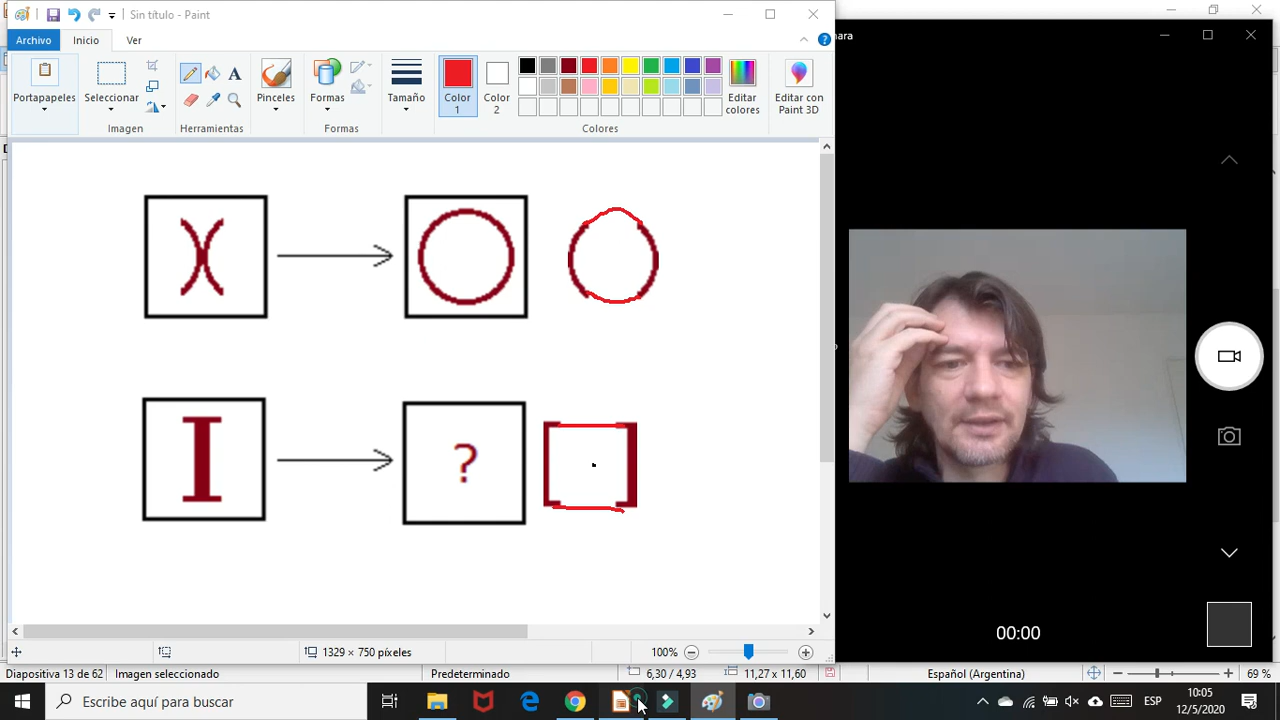 Sin título - Paint
mara
Archivo
Inicio
Ver
Portapapeles
Seleccionar
Pinceles
Formas
Tamaño
Color
1
Color
2
Editar
colores
Editar con
Paint 3D
Imagen
Herramientas
Formas
Colores
?
00:00
1329 × 750 píxeles
100%
Diapositiva 13 de 62
Imagen seleccionado
Predeterminado
6,30 / 4,93
11,27 x 11,60
Español (Argentina)
69 %
Escribe aquí para buscar
ESP
10:05
12/5/2020